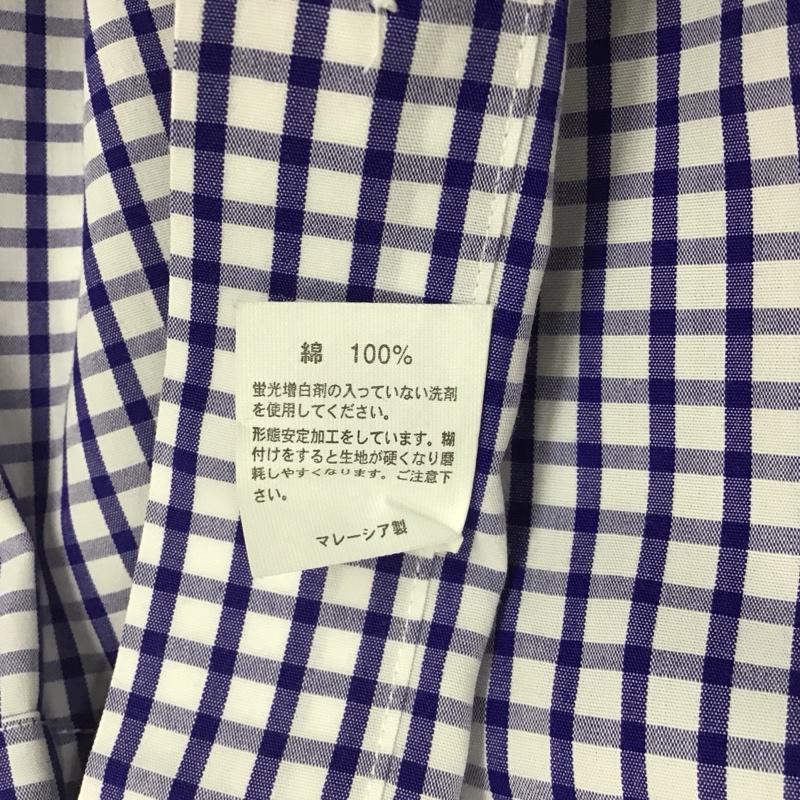 綿 100%
蛍光増白剤の入っていない洗剤
を使用してください。
形態安定加工をしています。糊
付けをすると生地が硬くなり磨
耗しやすくなります。ご注意下
さい。
マレーシア製